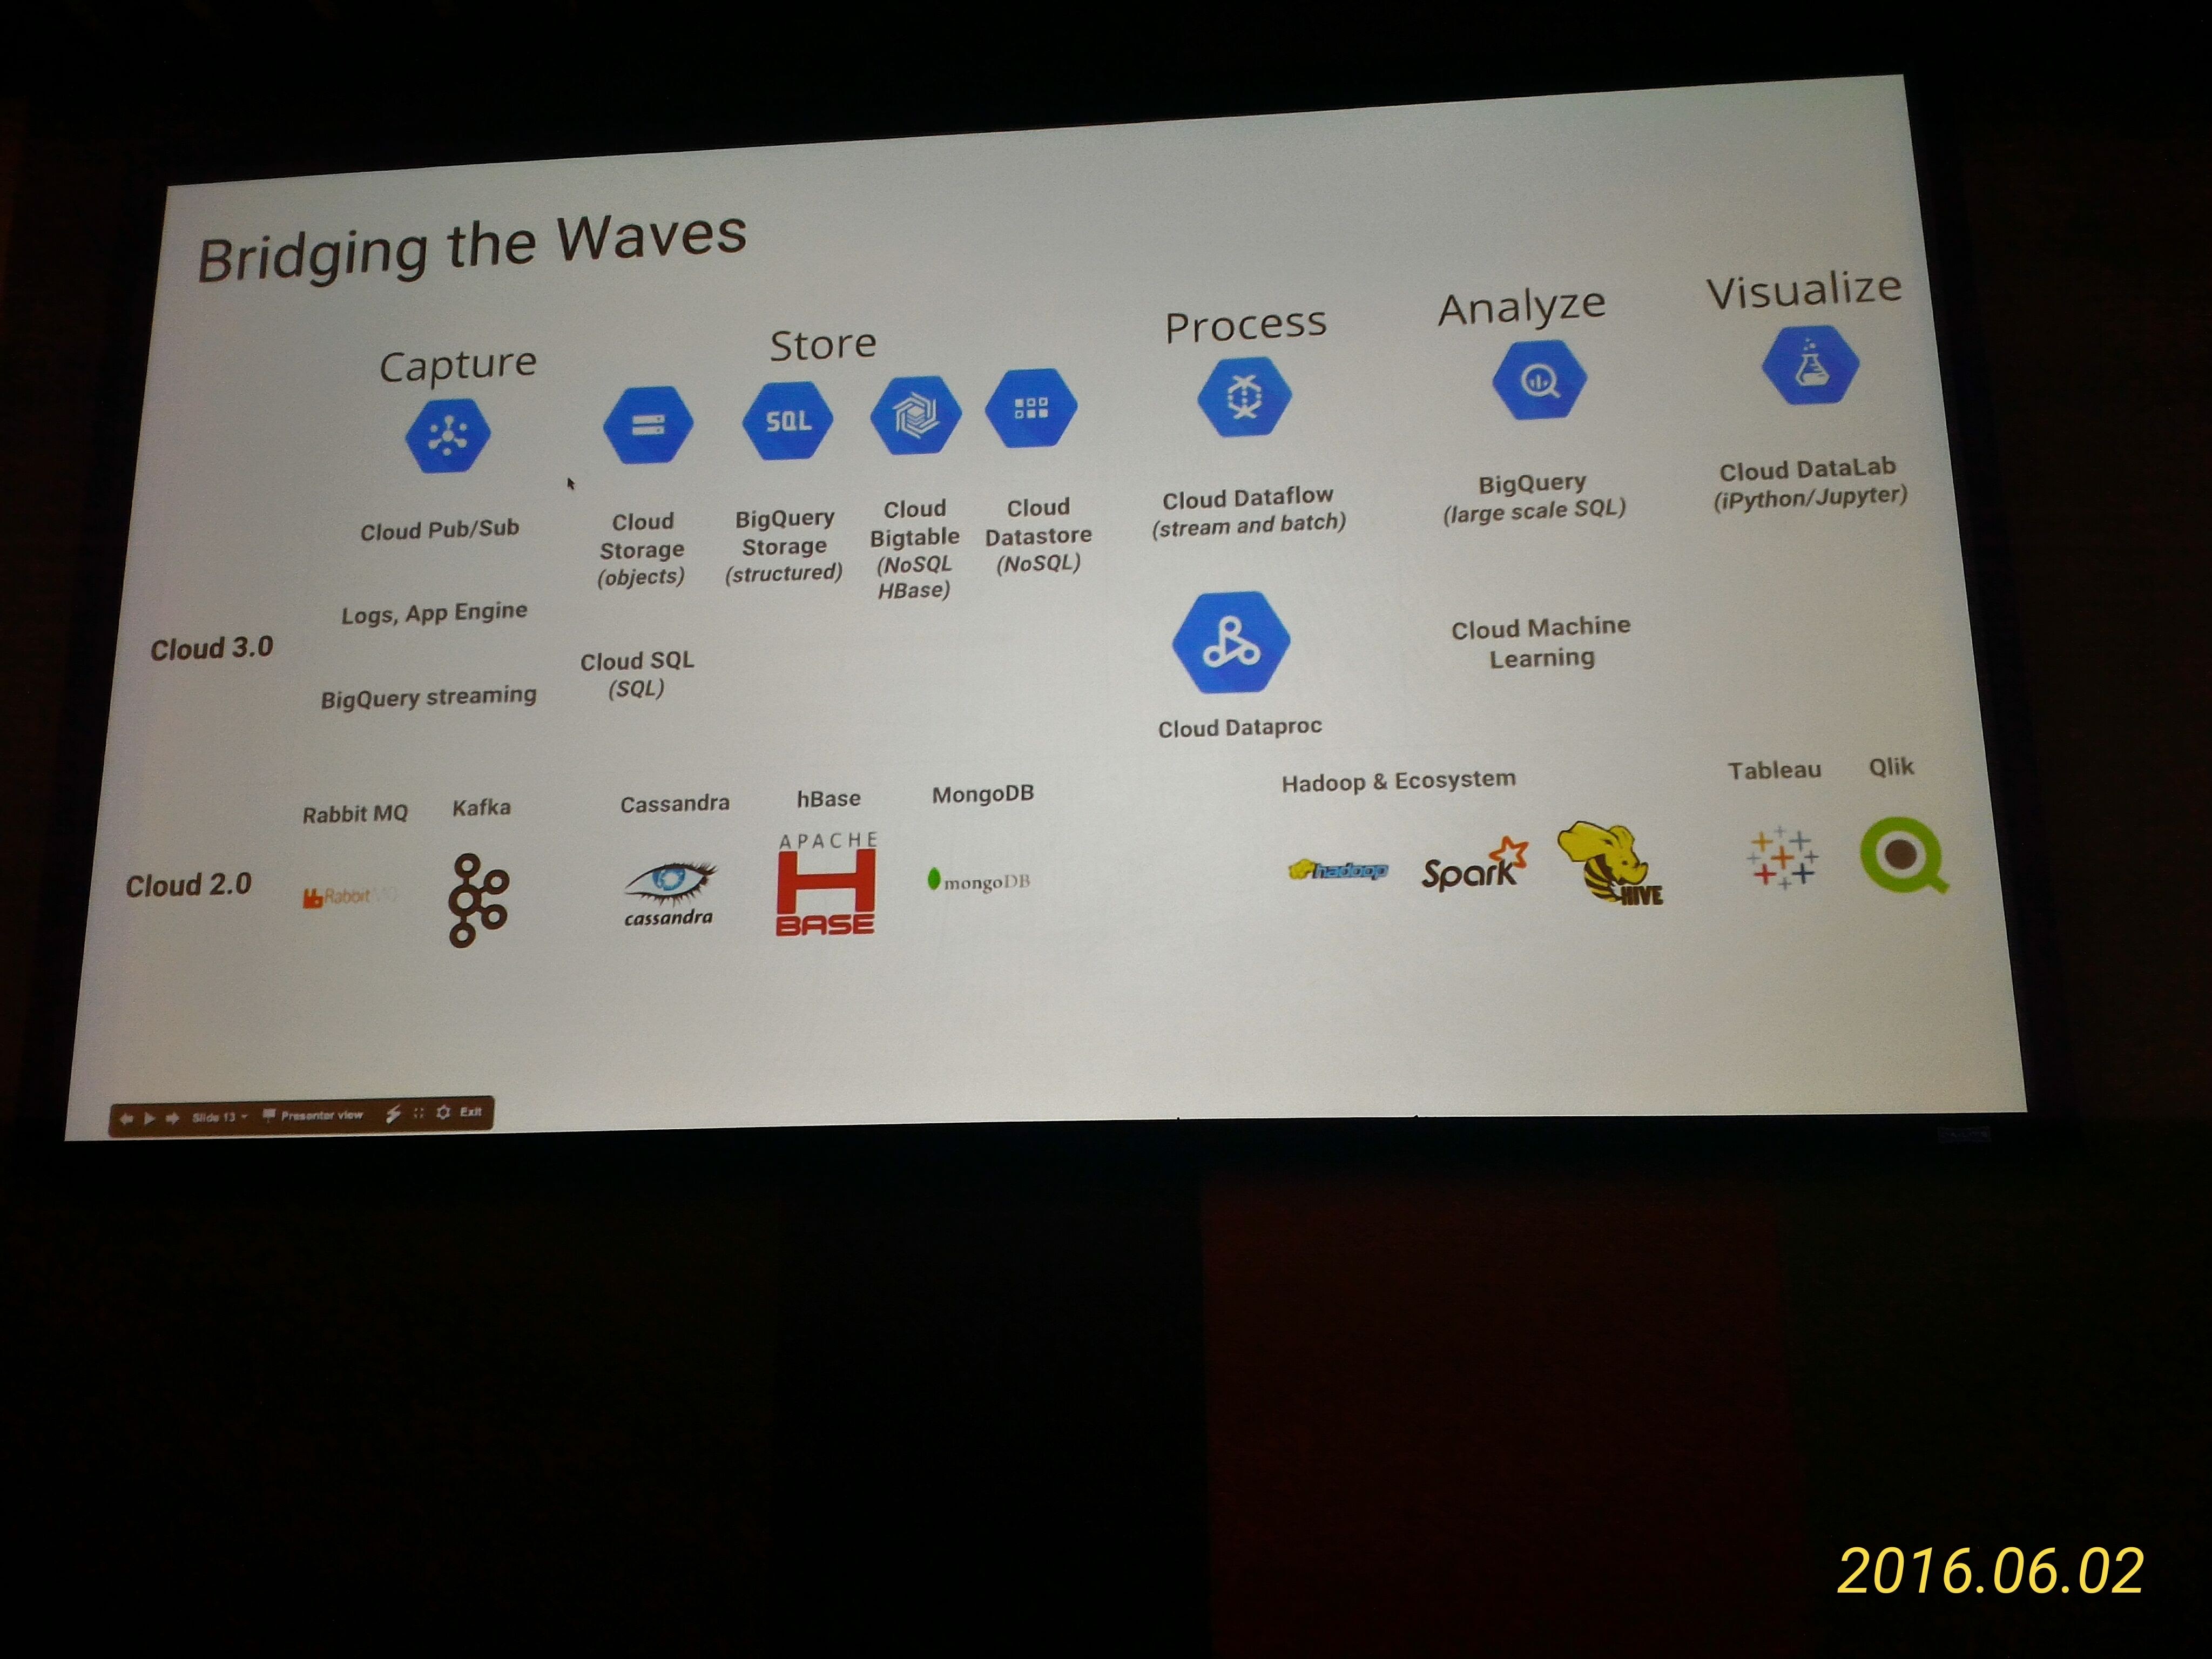 Bridging the Waves
Capture
Store
Process
Analyze
Visualize
SQL
Cloud Pub/Sub
Logs, App Engine
BigQuery streaming
Cloud
Storage
(objects)
BigQuery
Storage
(structured)
Cloud
Bigtable
(NoSQL
HBase)
Cloud
Datastore
(NoSQL)
Cloud SQL
(SQL)
Cloud Dataflow
(stream and batch)
Cloud Dataproc
BigQuery
(large scale SQL)
Cloud Machine
Learning
Cloud DataLab
(iPython/Jupyter)
Cloud 3.0
Rabbit MQ
Kafka
Cassandra
hBase
MongoDB
Hadoop & Ecosystem
Tableau
Qlik
Cloud 2.0
RabbitMQ
cassandra
APACHE
H
BASE
mongoDB
hadoop
Spark
HIVE
Slide 13
Presenter view
Exit
2016.06.02